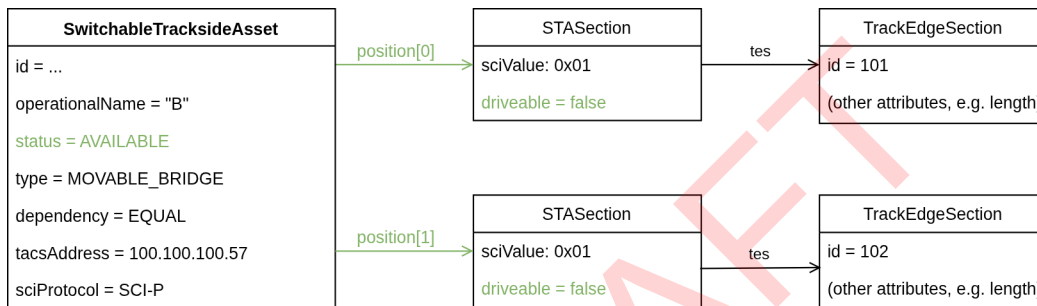 SwitchableTracksideAsset
id = ...
operationalName = "B"
status = AVAILABLE
type = MOVABLE_BRIDGE
dependency = EQUAL
tacsAddress = 100.100.100.57
sciProtocol = SCI-P
position[0]
STASection
sciValue: 0x01
driveable = false
tes
TrackEdgeSection
id = 101
(other attributes, e.g. length)
position[1]
STASection
sciValue: 0x01
driveable = false
tes
TrackEdgeSection
id = 102
(other attributes, e.g. length)
AFT